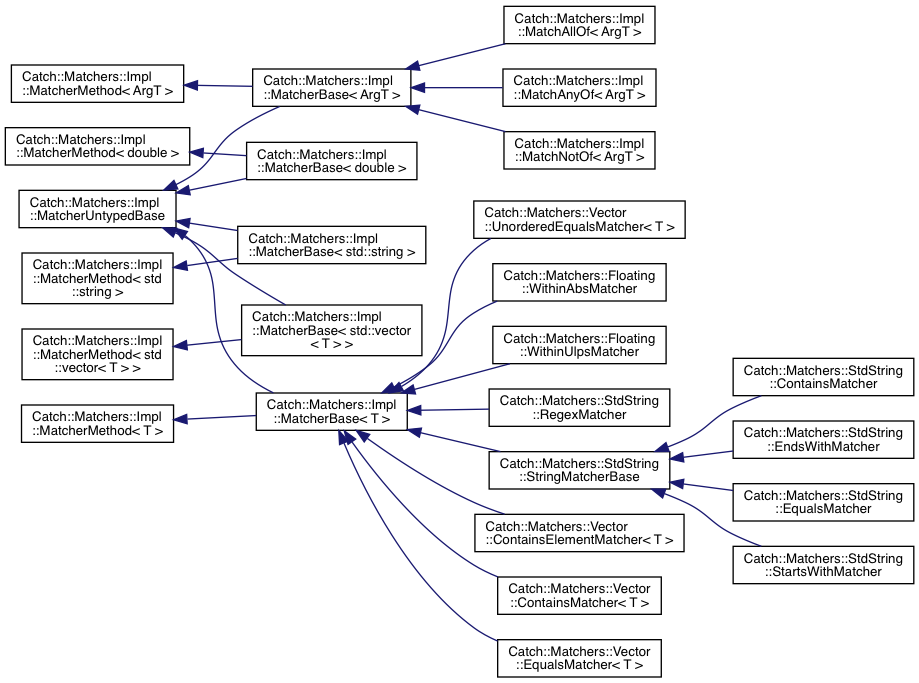 Catch::Matchers::Impl
::MatchAllOf< ArgT >
Catch::Matchers::Impl
::MatcherMethod< ArgT >
Catch::Matchers::Impl
::MatcherBase< ArgT >
Catch::Matchers::Impl
::MatchAnyOf< ArgT >
Catch::Matchers::Impl
::MatchNotOf< ArgT >
Catch::Matchers::Impl
::MatcherMethod< double >
Catch::Matchers::Impl
::MatcherBase< double >
Catch::Matchers::Impl
::MatcherUntypedBase
Catch::Matchers::Impl
::MatcherBase< std::string >
Catch::Matchers::Impl
::MatcherMethod< std
::string >
Catch::Matchers::Impl
::MatcherBase< std::vector
< T > >
Catch::Matchers::Impl
::MatcherMethod< std
::vector< T > >
Catch::Matchers::Impl
::MatcherBase< T >
Catch::Matchers::Impl
::MatcherMethod< T >
Catch::Matchers::Vector
::UnorderedEqualsMatcher< T >
Catch::Matchers::Floating
::WithinAbsMatcher
Catch::Matchers::Floating
::WithinUlpsMatcher
Catch::Matchers::StdString
::RegexMatcher
Catch::Matchers::StdString
::StringMatcherBase
Catch::Matchers::Vector
::ContainsElementMatcher< T >
Catch::Matchers::Vector
::ContainsMatcher< T >
Catch::Matchers::Vector
::EqualsMatcher< T >
Catch::Matchers::StdString
::ContainsMatcher
Catch::Matchers::StdString
::EndsWithMatcher
Catch::Matchers::StdString
::EqualsMatcher
Catch::Matchers::StdString
::StartsWithMatcher